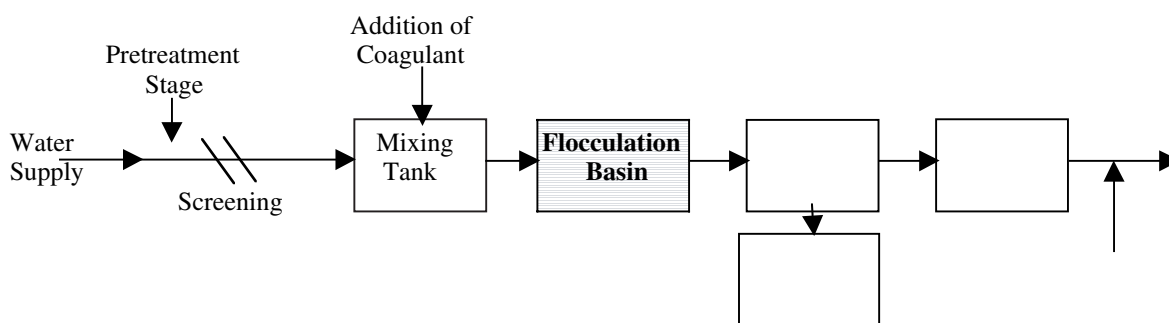 Addition of
Coagulant
Pretreatment
Stage
Water
Supply
Screening
Mixing
Tank
Flocculation
Basin